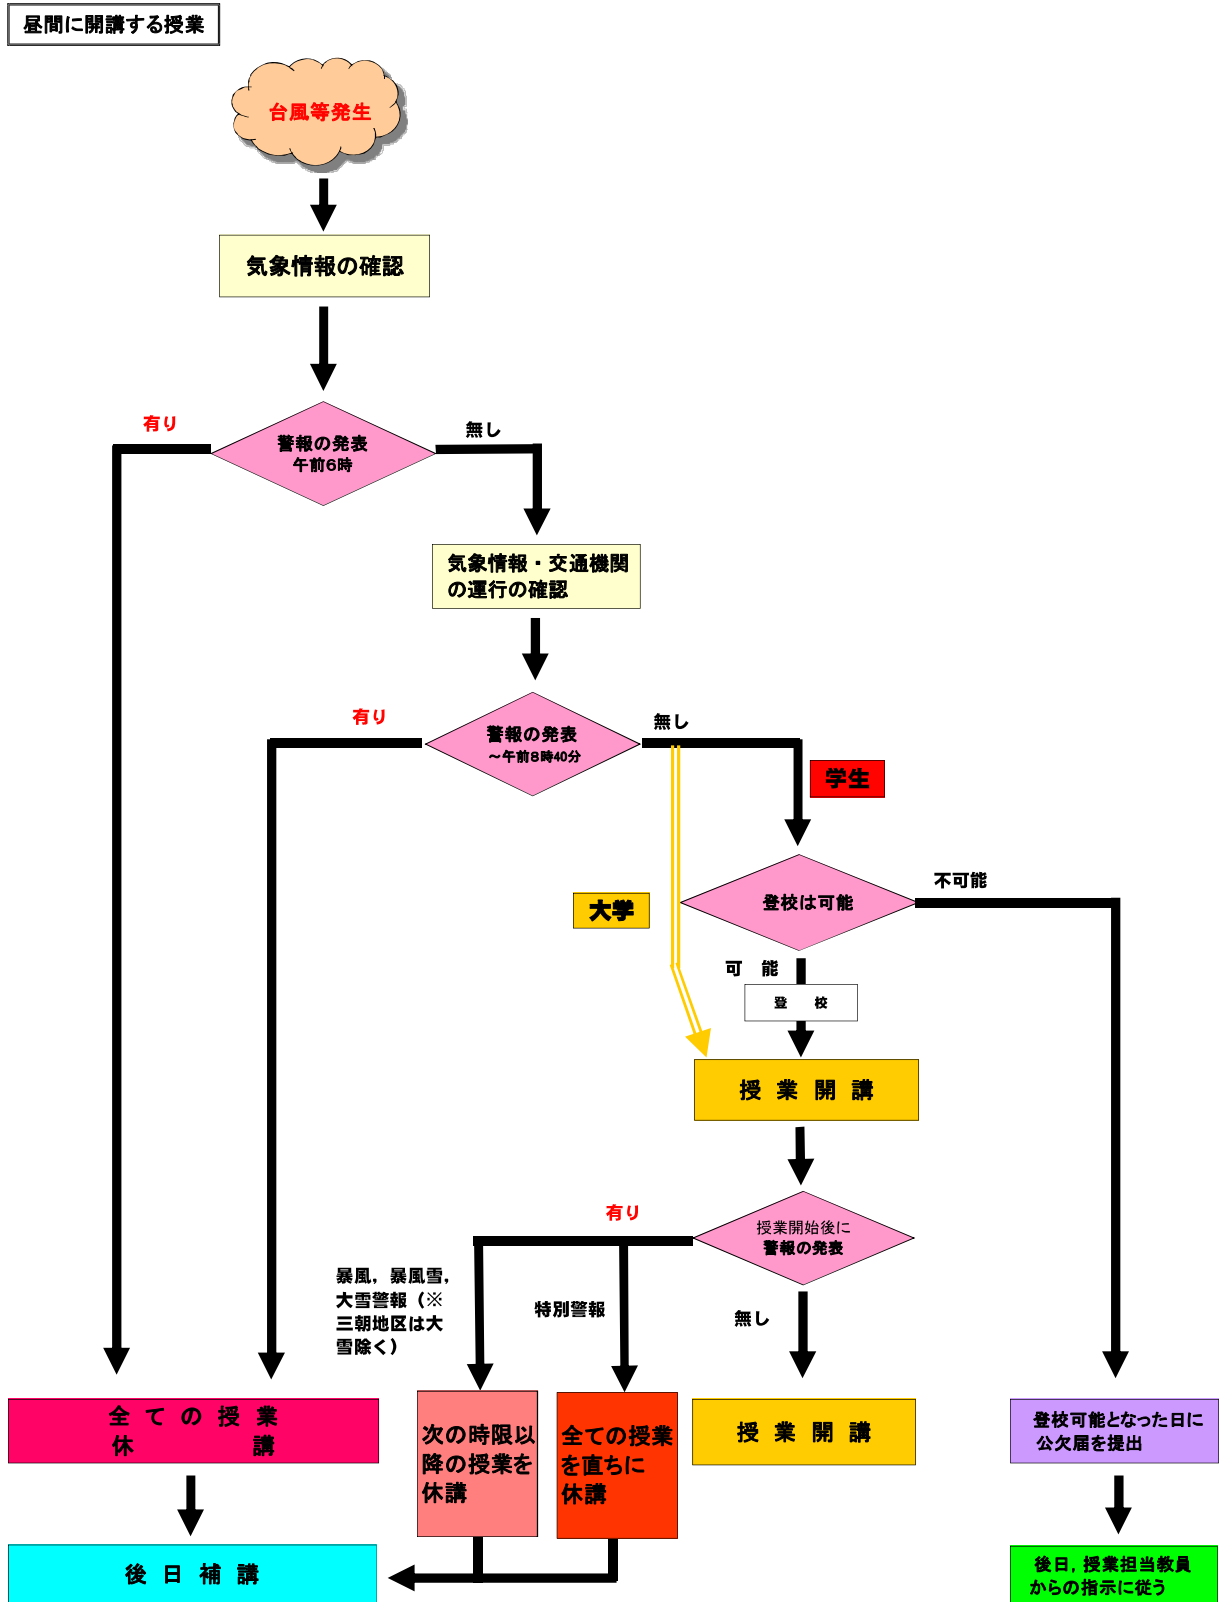 昼間に開講する授業
台風等発生
気象情報の確認
有り
無し
警報の発表
午前6時
気象情報・交通機関
の運行の確認
有り
無し
警報の発表
～午前8時40分
学生
大学
登校は可能
不可能
可 能
登 校
授 業 開 講
有り
授業開始後に
警報の発表
暴風，暴風雪，
大雪警報（※
三朝地区は大
雪除く）
特別警報
無し
全 て の 授 業
休 講
次の時限以
降の授業を
休講
全ての授業
を直ちに
休講
授 業 開 講
登校可能となった日に
公欠届を提出
後 日 補 講
後日，授業担当教員
からの指示に従う